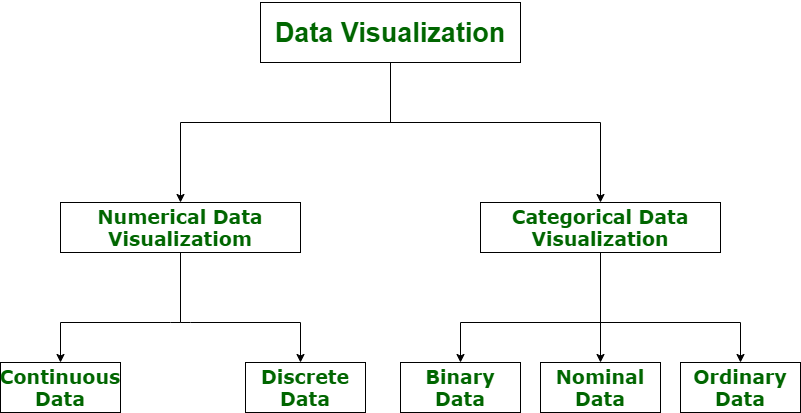 Data Visualization
Numerical Data
Visualizatiom
Categorical Data
Visualization
Continuous
Data
Discrete
Data
Binary
Data
Nominal
Data
Ordinary
Data